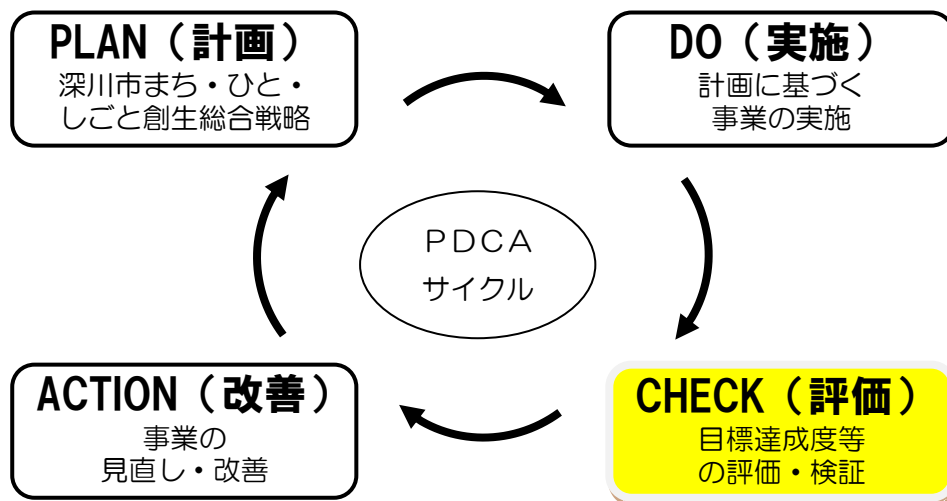 PLAN（計画）
深川市まち・ひと・
しごと創生総合戦略
DO（実施）
計画に基づく
事業の実施
ＰＤＣＡ
サイクル
ACTION（改善）
事業の
見直し・改善
CHECK（評価）
目標達成度等
の評価・検証